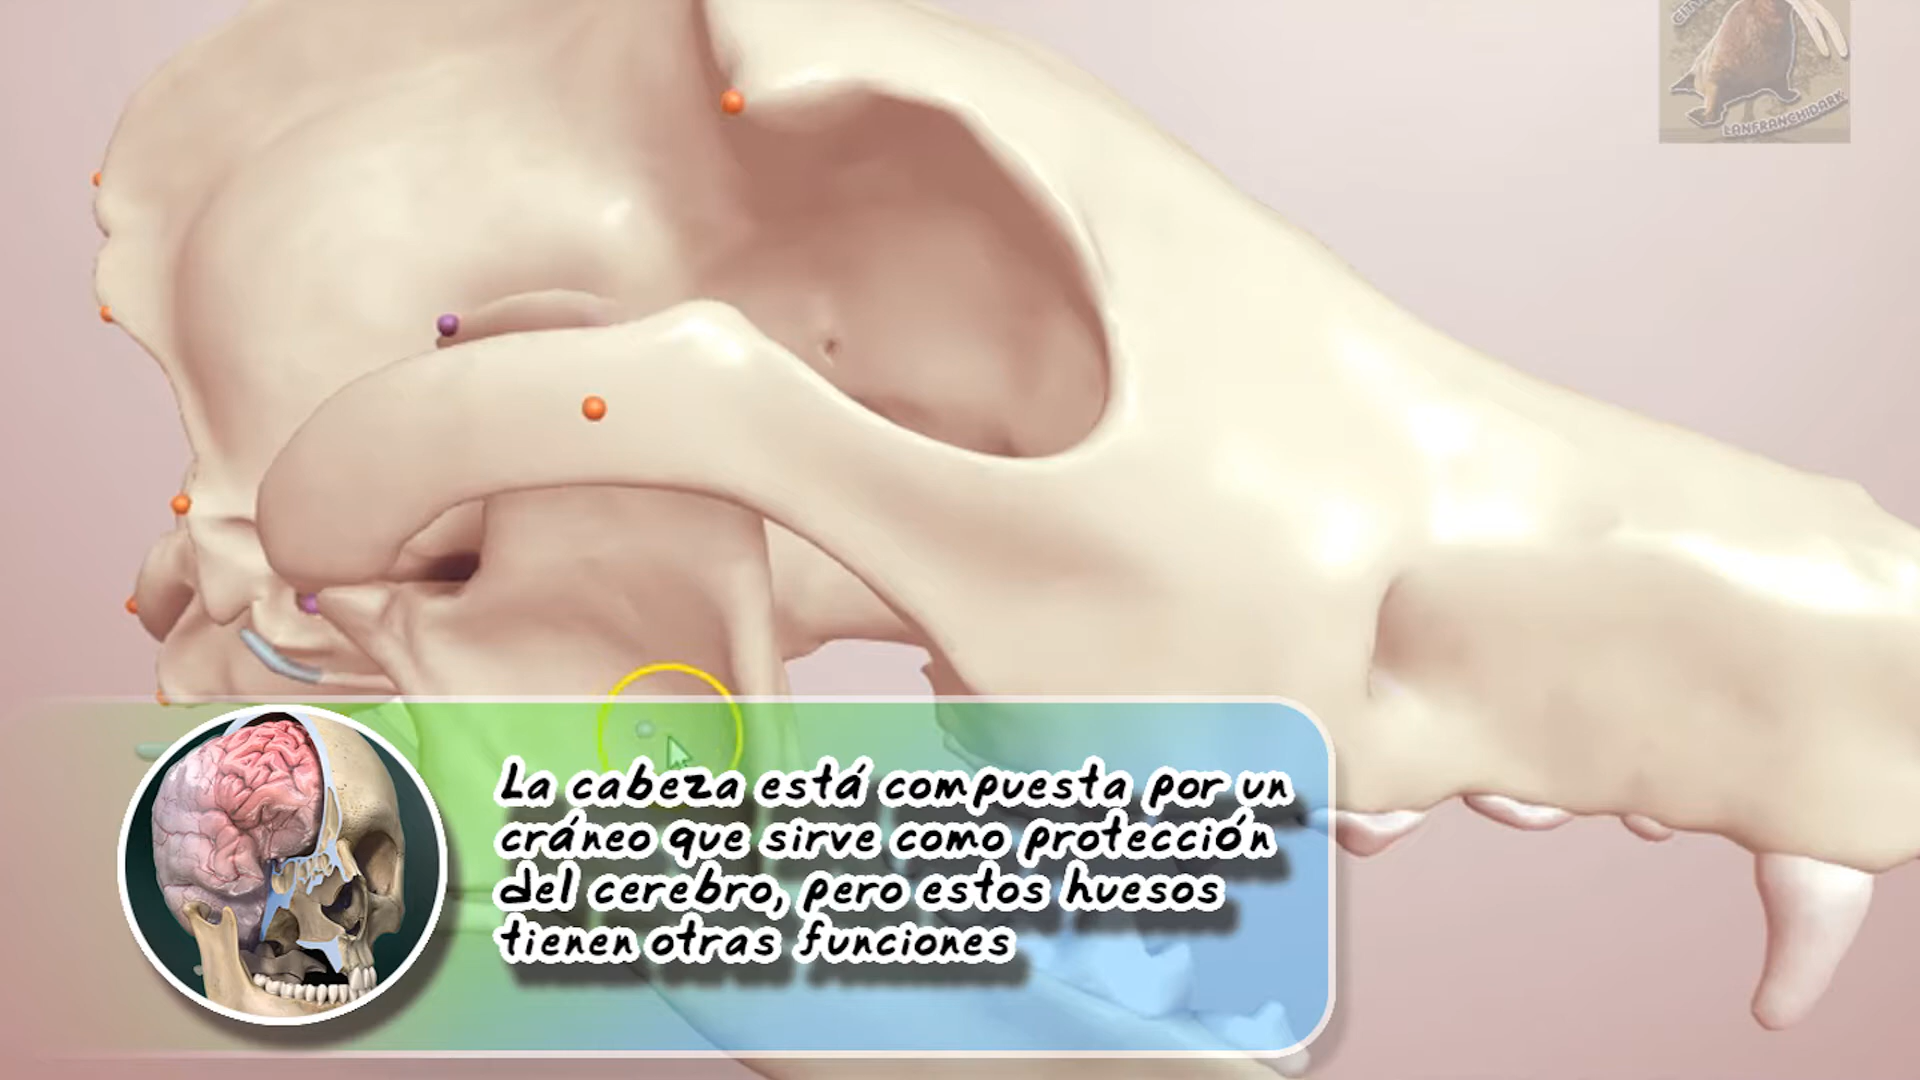 LANFRANCHIDARK
La cabeza está compuesta por un
cráneo que sirve como protección
del cerebro, pero estos huesos
tienen otras funciones